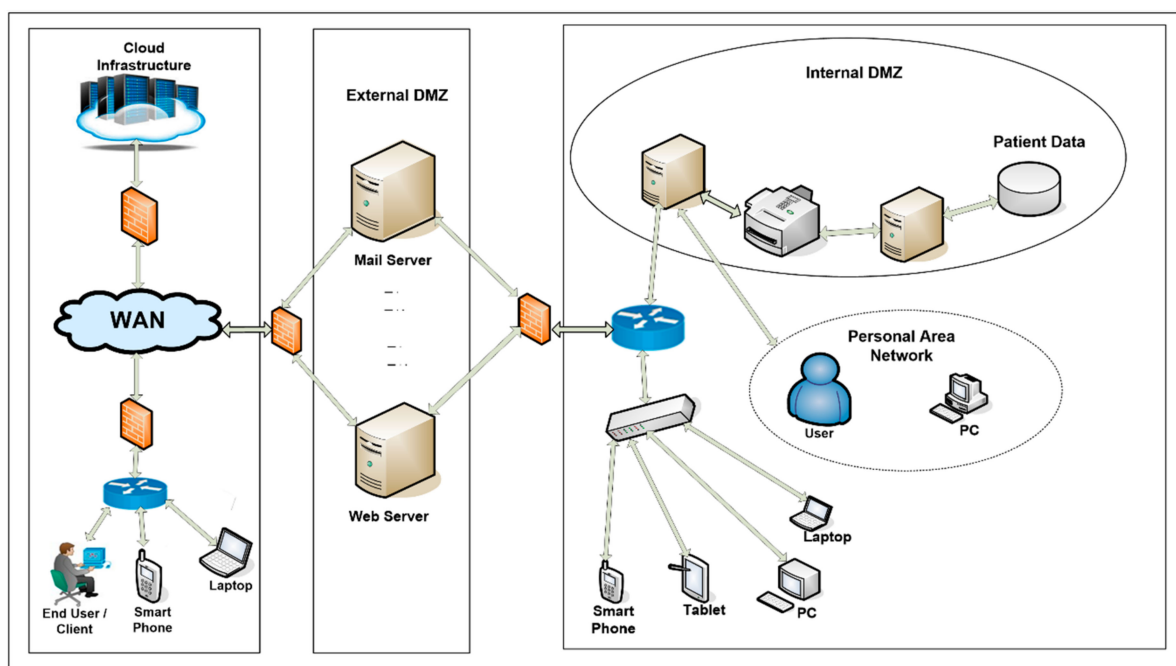 Cloud
Infrastructure
WAN
End User /
Client
Smart
Phone
Laptop
External DMZ
Mail Server
Web Server
Internal DMZ
Patient Data
Personal Area
Network
User
PC
Laptop
Smart
Phone
Tablet
PC